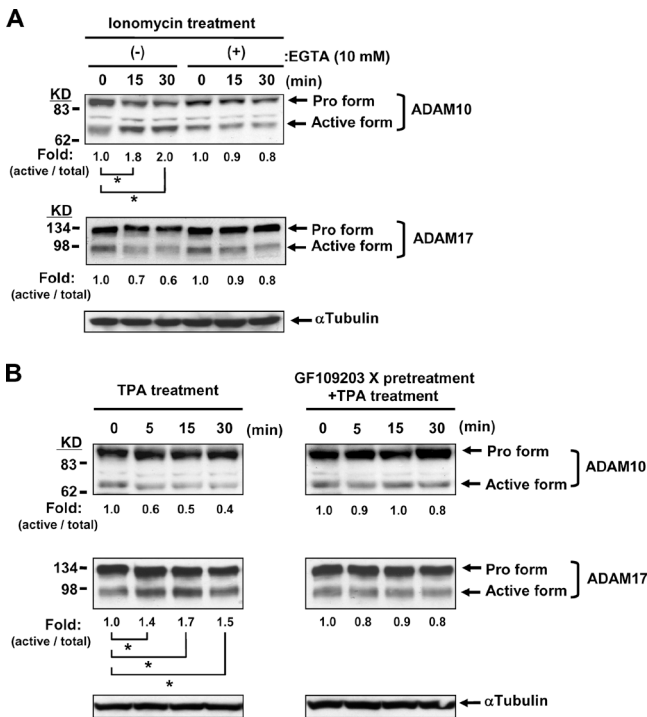 A
Ionomycin treatment
(-) (+) :EGTA (10 mM)
0 15 30 0 15 30 (min)
KD
83
62
Pro form
Active form
ADAM10
Fold: 1.0 1.8 2.0 1.0 0.9 0.8
(active / total)
*
*
KD
134
98
Pro form
Active form
ADAM17
Fold: 1.0 0.7 0.6 1.0 0.9 0.8
(active / total)
αTubulin
B
TPA treatment
GF109203 X pretreatment
+TPA treatment
0 5 15 30 (min) 0 5 15 30 (min)
KD
83
62
Pro form
Active form
ADAM10
Fold: 1.0 0.6 0.5 0.4 1.0 0.9 1.0 0.8
(active / total)
134
98
Pro form
Active form
ADAM17
Fold: 1.0 1.4 1.7 1.5 1.0 0.8 0.9 0.8
(active / total)
*
*
*
αTubulin